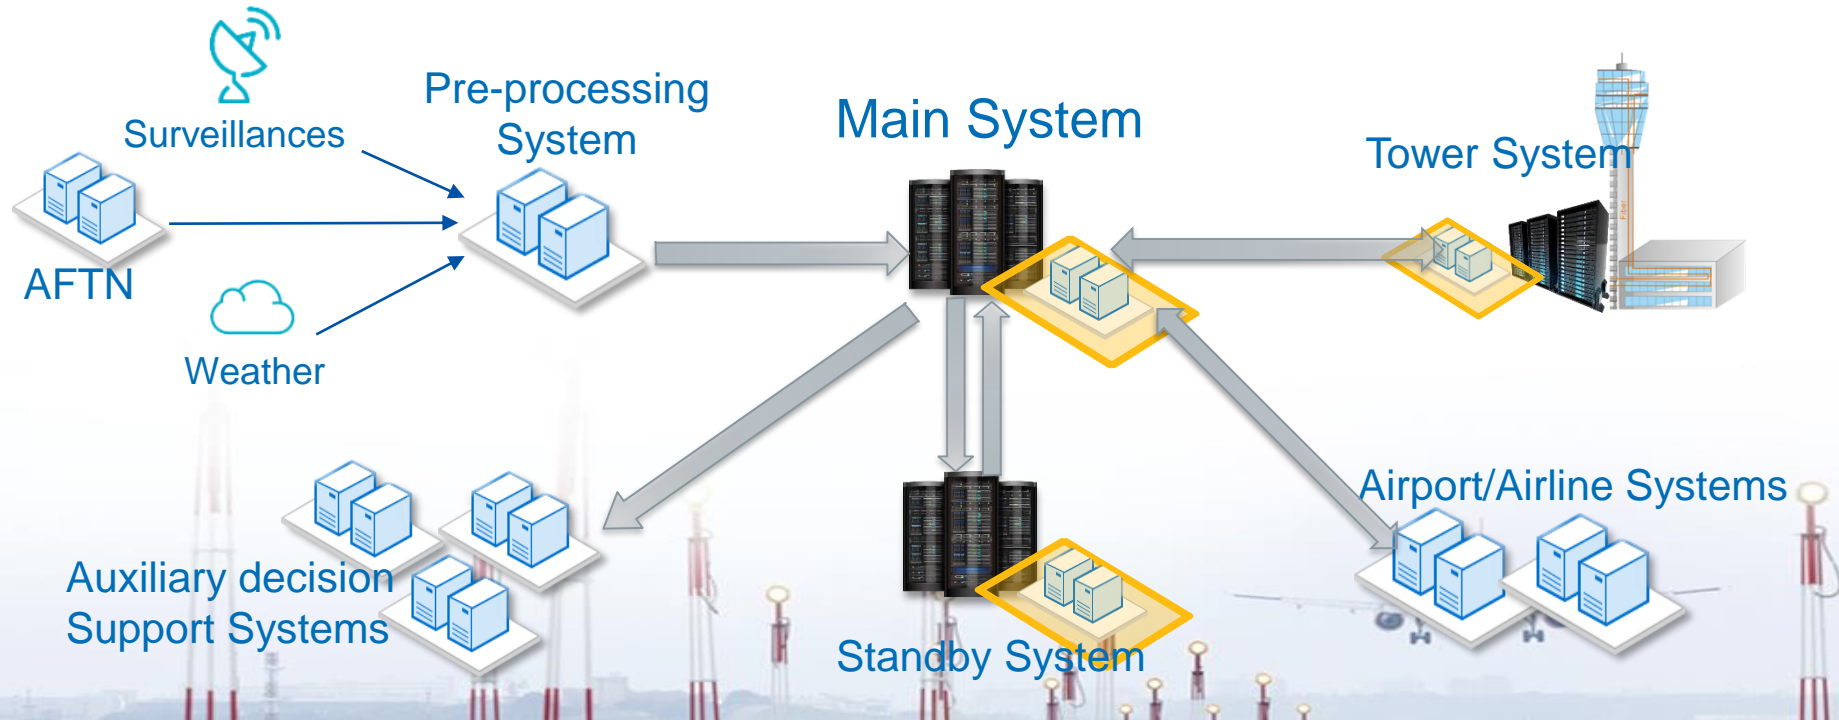 Surveillances
Pre-processing
System
Main System
Tower System
AFTN
Weather
Fiber
Auxiliary decision
Support Systems
Standby System
Airport/Airline Systems